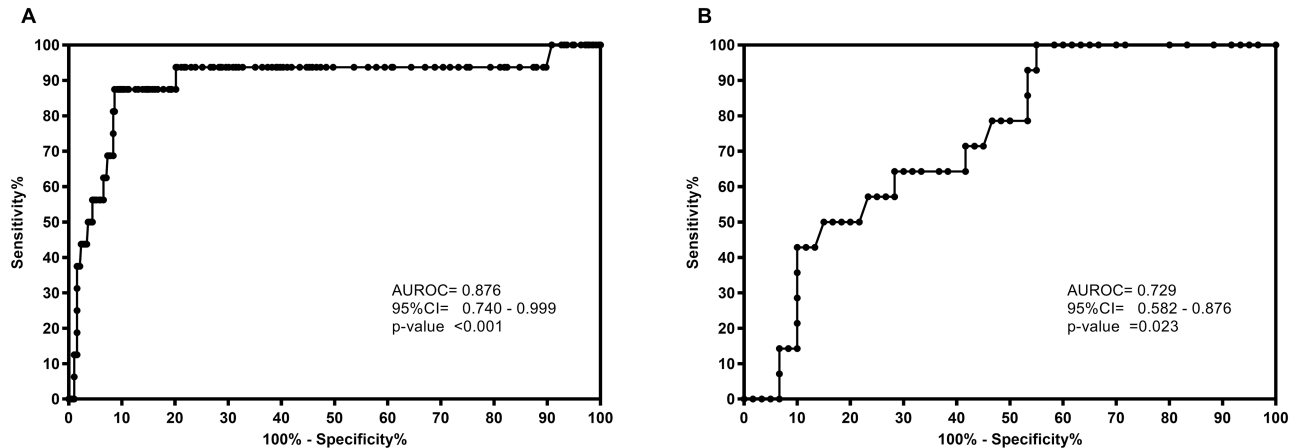 A
100
90
80
70
60
50
40
30
20
10
0
Sensitivity%
0 10 20 30 40 50 60 70 80 90 100
100% - Specificity%
AUROC= 0.876
95%CI= 0.740 - 0.999
p-value <0.001
B
100
90
80
70
60
50
40
30
20
10
0
Sensitivity%
0 10 20 30 40 50 60 70 80 90 100
100% - Specificity%
AUROC= 0.729
95%CI= 0.582 - 0.876
p-value =0.023